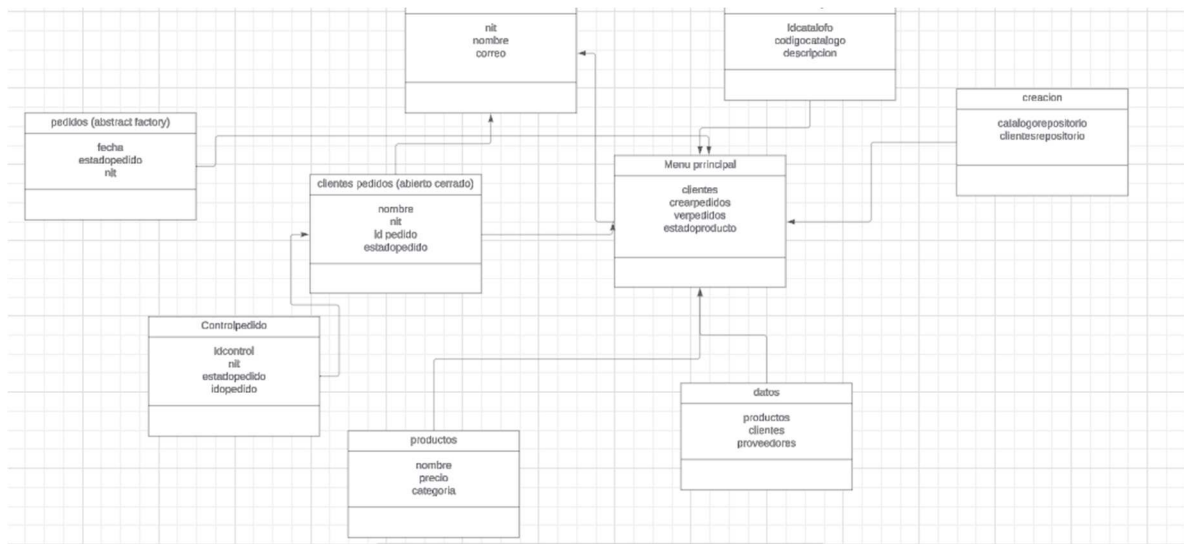 nit
nombre
correo
Idcatalofo
codigocatalogo
descripcion
creacion
catalogorepositorio
clientesrepositorio
pedidos (abstract factory)
fecha
estadopedido
nit
Menu prrincipal
clientes
crearpedidos
verpedidos
estadoproducto
clientes pedidos (abierto cerrado)
nombre
nit
Id pedido
estadopedido
Controlpedido
Idcontrol
nit
estadopedido
idopedido
datos
productos
clientes
proveedores
productos
nombre
precio
categoria